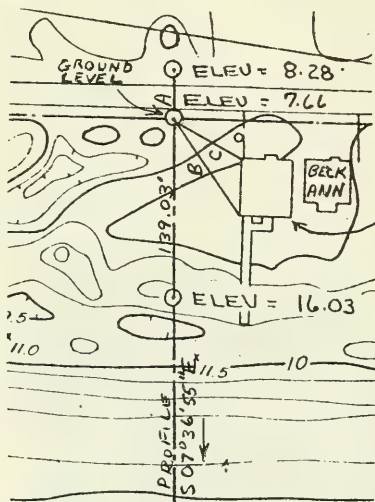 GROUND
LEVEL
ELEV = 8.28
ELEV = 7.66
A
B
C
BECK
ANN
139.03'
ELEV = 16.03
11.0
11.5
10
PROFILE
S 07° 36' 55"